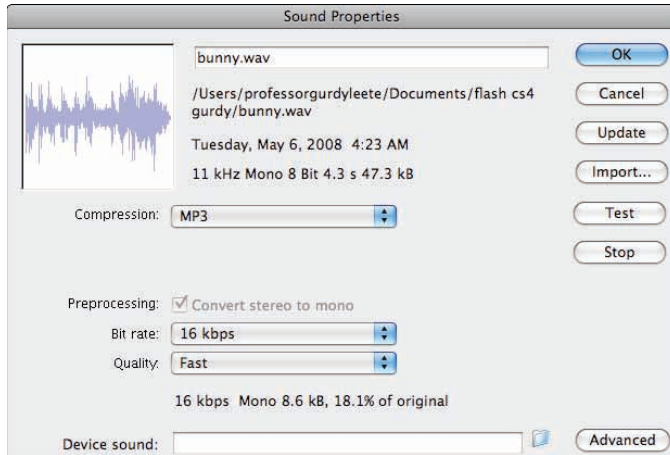 Sound Properties
bunny.wav
OK
/Users/professorgurdyleete/Documents/flash cs4
gurdy/bunny.wav
Cancel
Tuesday, May 6, 2008 4:23 AM
Update
11 kHz Mono 8 Bit 4.3 s 47.3 kB
Import...
Compression: MP3
Test
Stop
Preprocessing: Convert stereo to mono
Bit rate: 16 kbps
Quality: Fast
16 kbps Mono 8.6 kB, 18.1% of original
Device sound:
Advanced